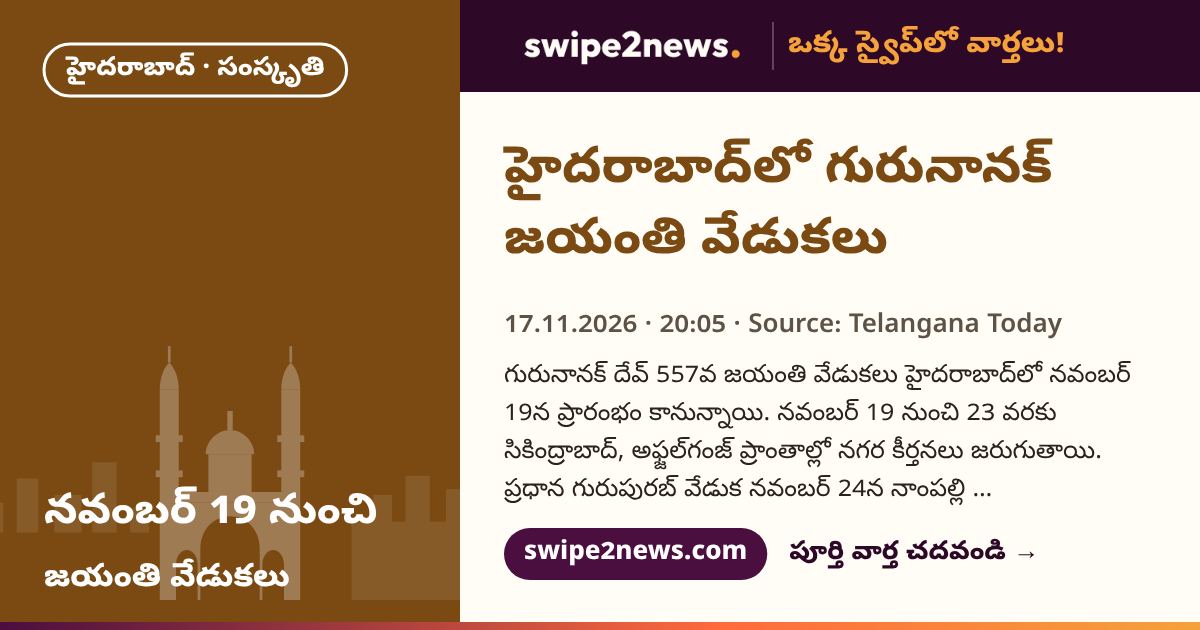 హైదరాబాద్ · సంస్కృతి
నవంబర్ 19 నుంచి
జయంతి వేడుకలు
swipe2news. ఒక్క స్వైప్‌లో వార్తలు!
హైదరాబాద్‌లో గురునానక్
జయంతి వేడుకలు
17.11.2026 · 20:05 · Source: Telangana Today
గురునానక్ దేవ్ 557వ జయంతి వేడుకలు హైదరాబాద్‌లో నవంబర్
19న ప్రారంభం కానున్నాయి. నవంబర్ 19 నుంచి 23 వరకు
సికింద్రాబాద్, అఫ్జల్‌గంజ్ ప్రాంతాల్లో నగర కీర్తనలు జరుగుతాయి.
ప్రధాన గురుపురబ్ వేడుక నవంబర్ 24న నాంపల్లి ...
swipe2news.com పూర్తి వార్త చదవండి →